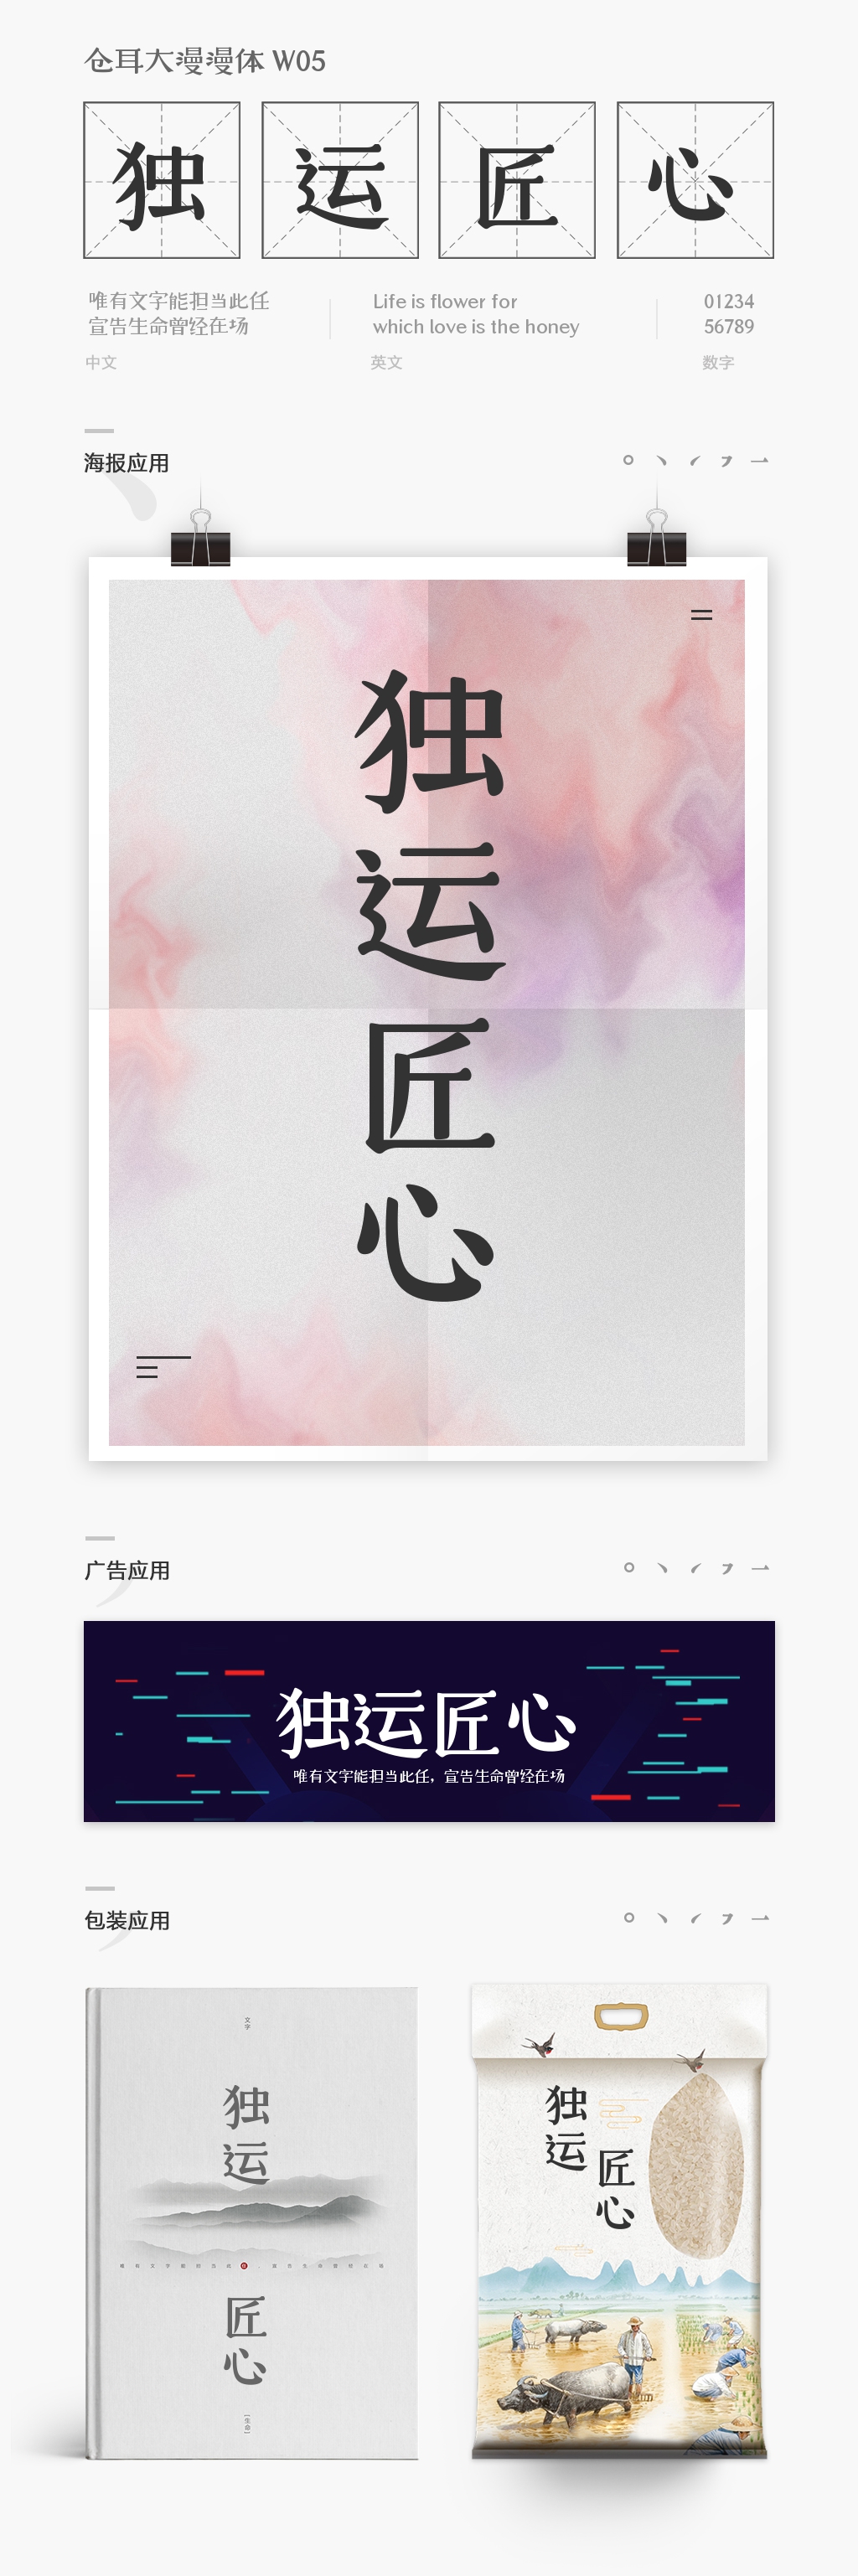 仓耳大漫漫体 W05
独 运 匠 心
唯有文字能担当此任
宣告生命曾经在场
中文
Life is flower for
which love is the honey
英文
01234
56789
数字
海报应用
独
运
匠
心
广告应用
独运匠心
唯有文字能担当此任，宣告生命曾经在场
包装应用
文字
独
运
匠
心
独运
匠心